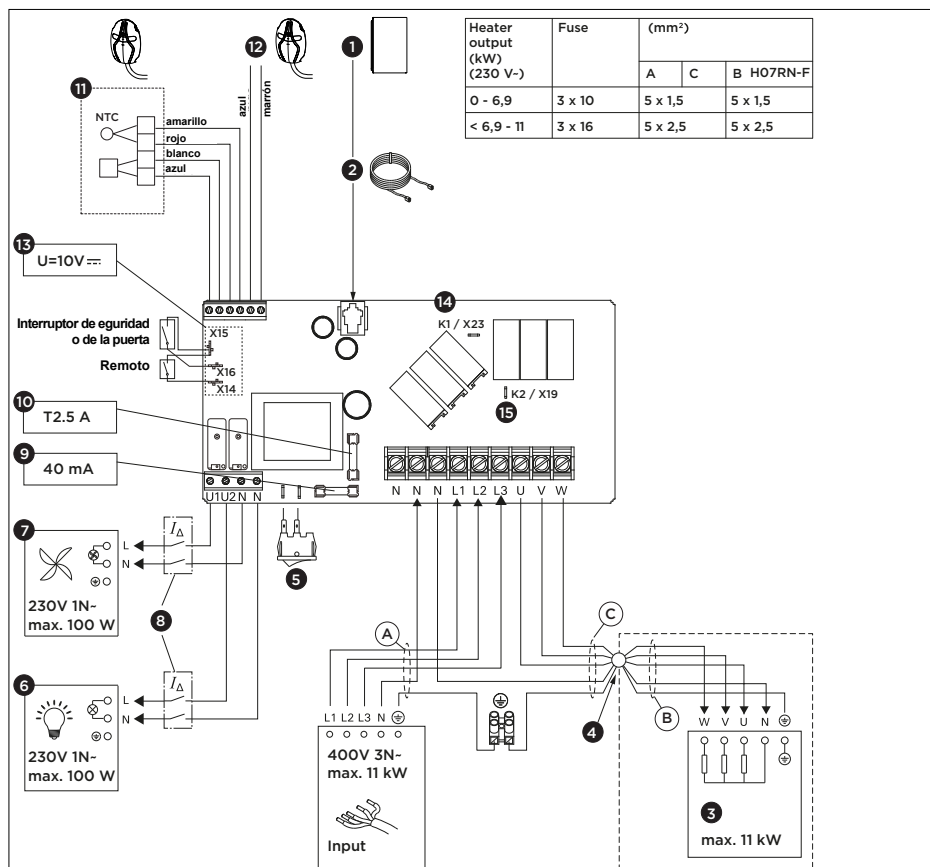 12
1
Heater output (kW) (230 V~)
Fuse
(mm²)
A
C
B H07RN-F
0 - 6,9
3 x 10
5 x 1,5
5 x 1,5
< 6,9 - 11
3 x 16
5 x 2,5
5 x 2,5
11
NTC
amarillo
rojo
blanco
azul
azul
marrón
2
13
U=10V
14
K1 / X23
K2 / X19
15
Interruptor de eguridad
o de la puerta
Remoto
X15
X16
X14
10
T2.5 A
9
40 mA
U1 U2 N N
N N N L1 L2 L3 U V W
5
7
L
N
230V 1N~
max. 100 W
IΔ
8
6
L
N
230V 1N~
max. 100 W
IΔ
A
C
4
B
L1 L2 L3 N
400V 3N~
max. 11 kW
Input
W V U N
3
max. 11 kW